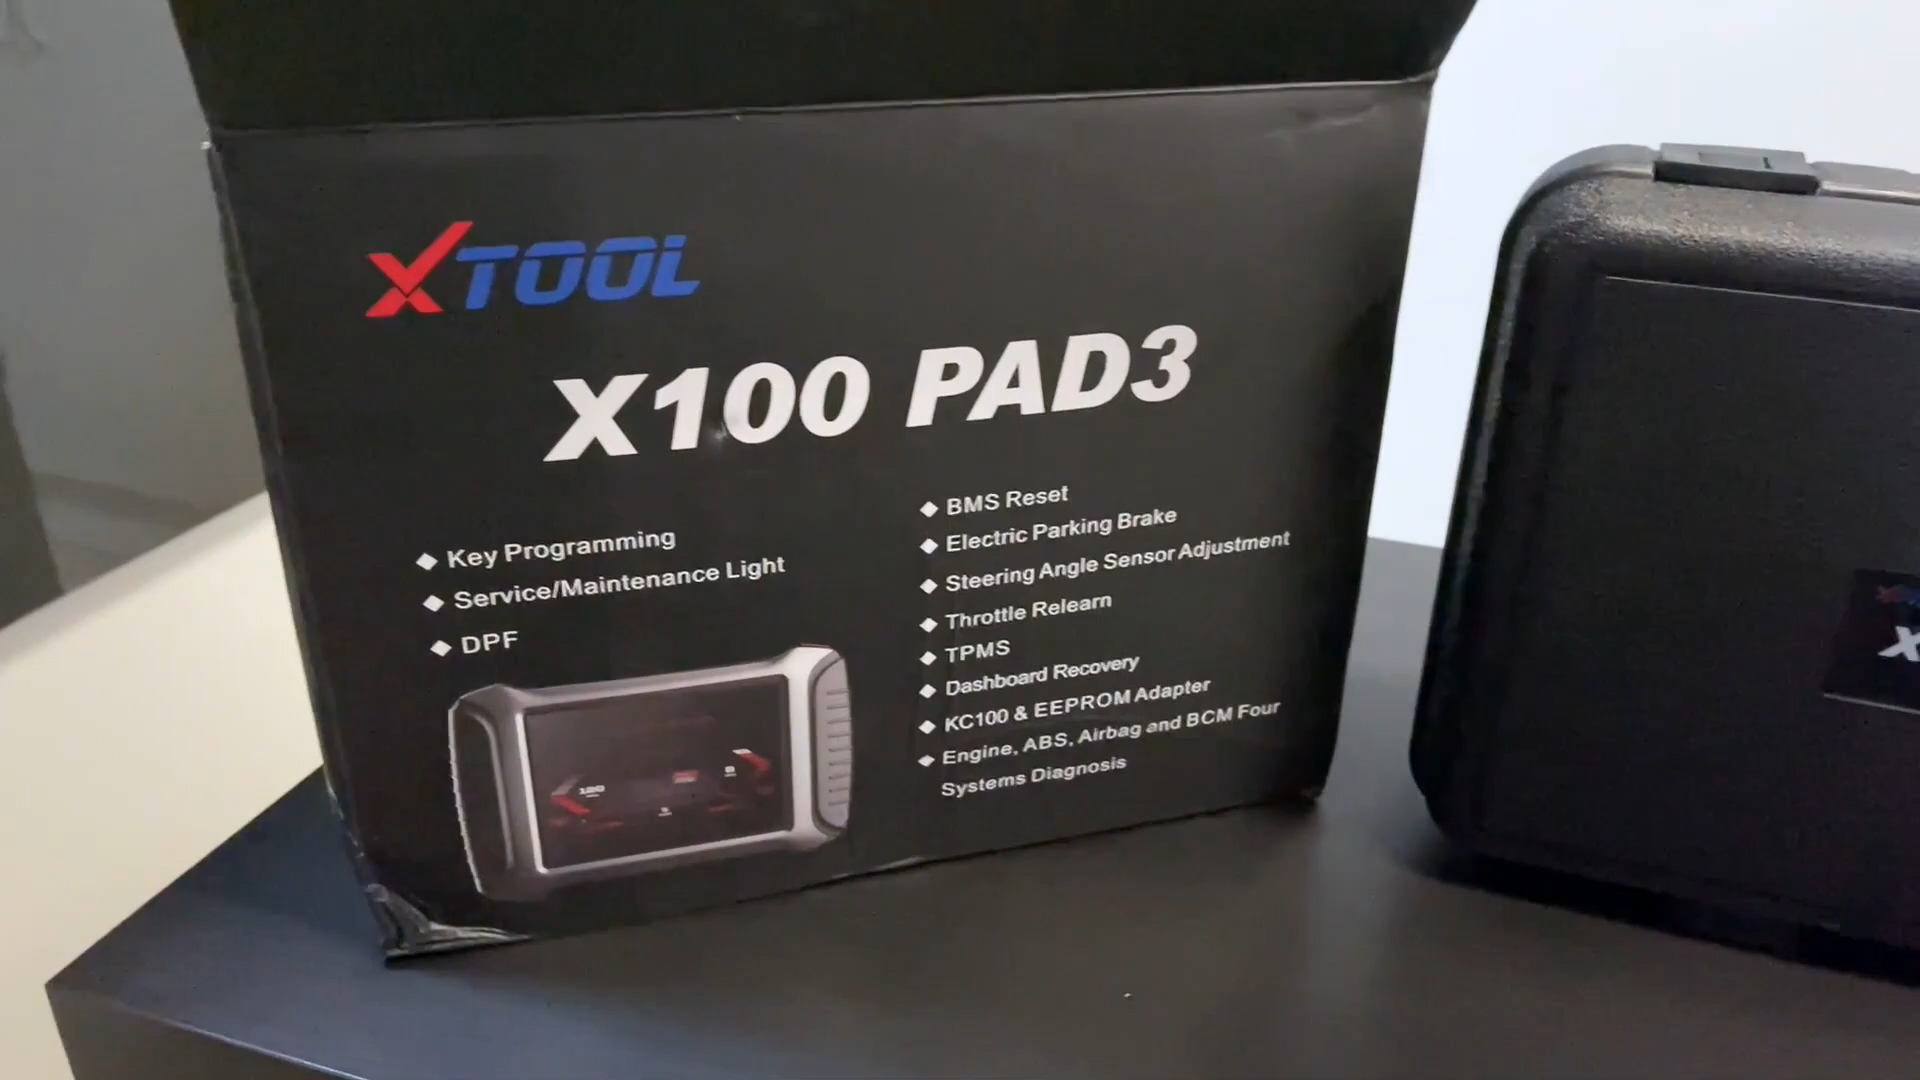 XTOOL
X100 PAD3
◆ Key Programming
◆ Service/Maintenance Light
◆ DPF
◆ BMS Reset
◆ Electric Parking Brake
◆ Steering Angle Sensor Adjustment
◆ Throttle Relearn
◆ TPMS
◆ Dashboard Recovery
◆ KC100 & EEPROM Adapter
◆ Engine, ABS, Airbag and BCM Four
Systems Diagnosis